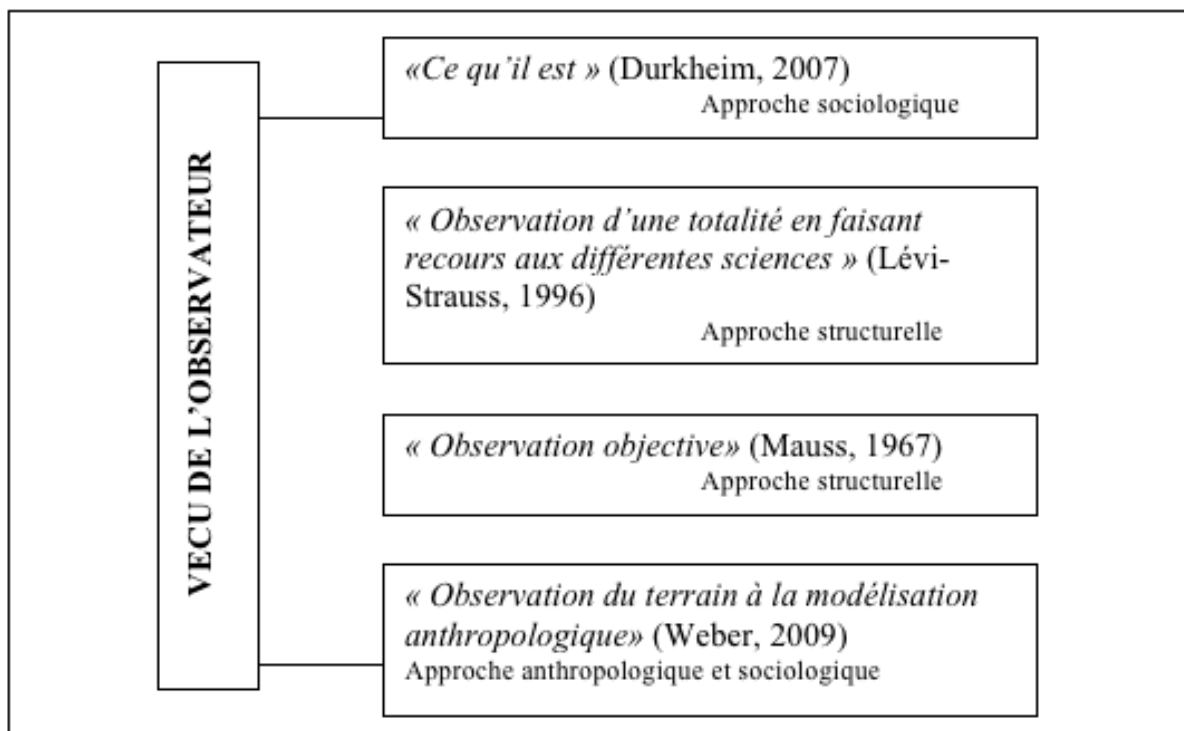 VECU DE L'OBSERVATEUR
«Ce qu'il est » (Durkheim, 2007)
Approche sociologique
« Observation d'une totalité en faisant
recours aux différentes sciences » (Lévi-
Strauss, 1996)
Approche structurelle
« Observation objective» (Mauss, 1967)
Approche structurelle
« Observation du terrain à la modélisation
anthropologique» (Weber, 2009)
Approche anthropologique et sociologique